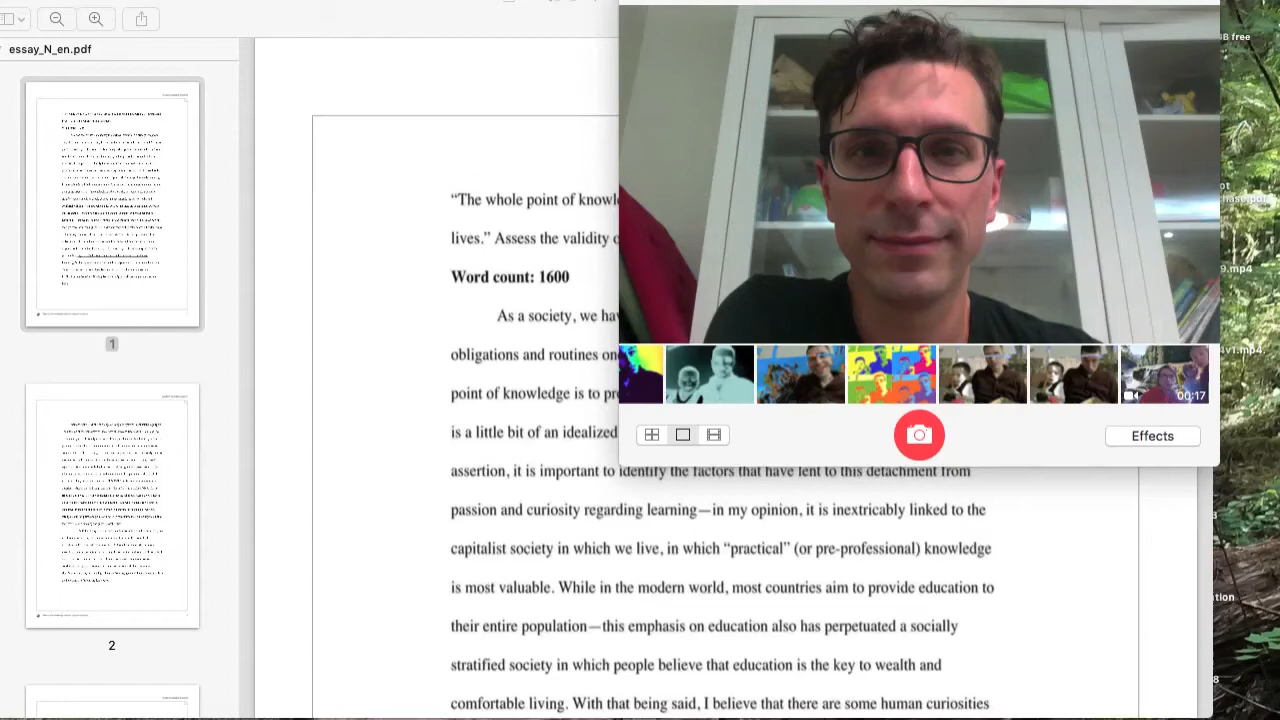 essay_N_en.pdf
1
2
“The whole point of knowl
lives.” Assess the validity o
Word count: 1600
As a society, we hav
obligations and routines on
point of knowledge is to pr
is a little bit of an idealized
assertion, it is important to identify the factors that have lent to this detachment from
passion and curiosity regarding learning—in my opinion, it is inextricably linked to the
capitalist society in which we live, in which “practical” (or pre-professional) knowledge
is most valuable. While in the modern world, most countries aim to provide education to
their entire population—this emphasis on education also has perpetuated a socially
stratified society in which people believe that education is the key to wealth and
comfortable living. With that being said, I believe that there are some human curiosities
00:17
Effects
free
9.mp4
4v1.mp4